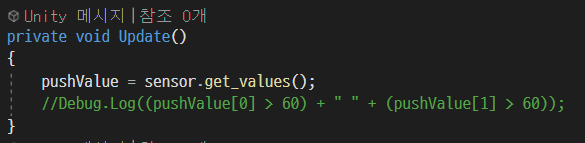 Unity 메시지|참조 0개
private void Update()
{
pushValue = sensor.get_values();
//Debug.Log((pushValue[0] > 60) + " " + (pushValue[1] > 60));
}